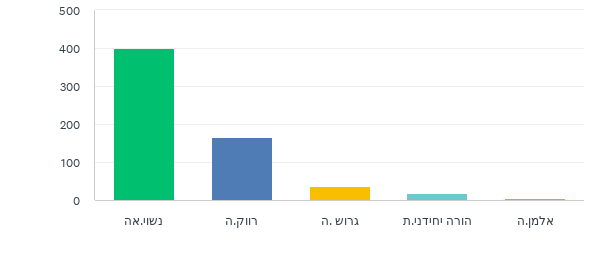 500
400
300
200
100
0
נשוי.אה
רווק.ה
גרוש .ה
הורה יחידני.ת
אלמן.ה